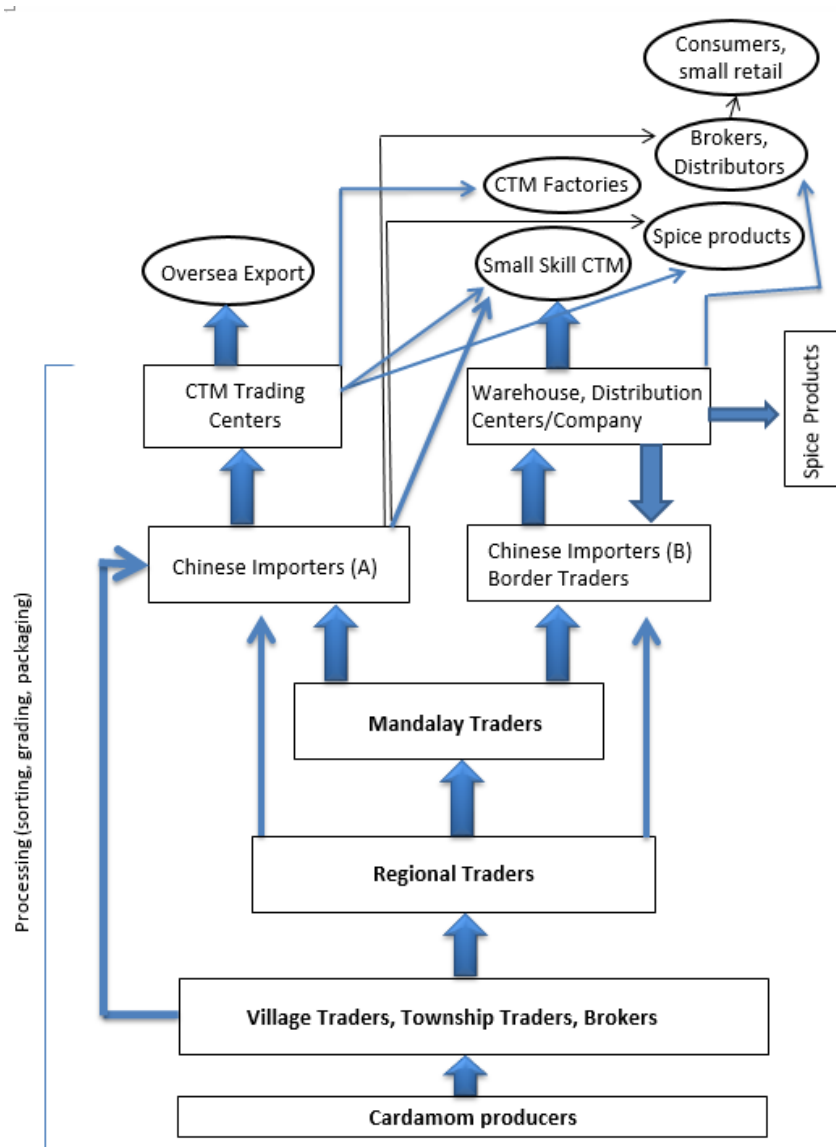 Consumers,
small retail
Brokers,
Distributors
CTM Factories
Spice products
Small Skill CTM
Oversea Export
CTM Trading
Centers
Warehouse, Distribution
Centers/Company
Spice Products
Chinese Importers (A)
Chinese Importers (B)
Border Traders
Processing (sorting, grading, packaging)
Mandalay Traders
Regional Traders
Village Traders, Township Traders, Brokers
Cardamom producers